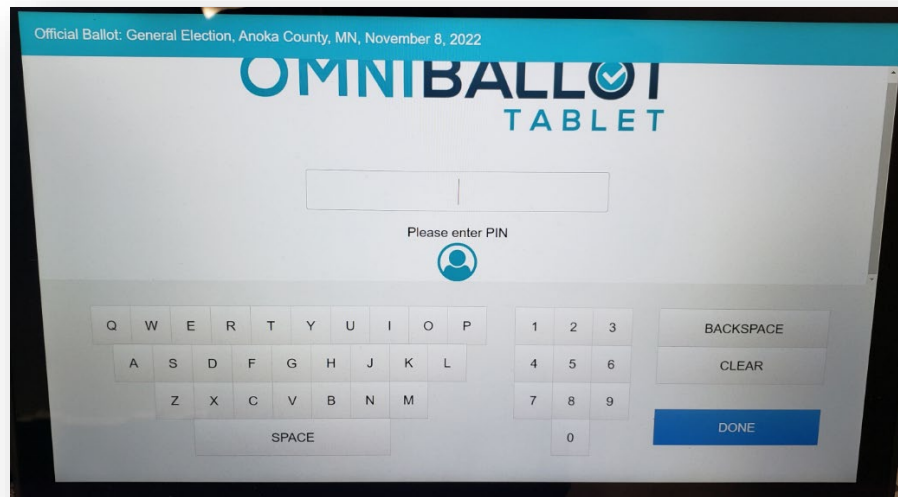 Official Ballot: General Election, Anoka County, MN, November 8, 2022
OMNIBALLOT
TABLET
Please enter PIN
Q W E R T Y U I O P 1 2 3 BACKSPACE
A S D F G H J K L 4 5 6 CLEAR
Z X C V B N M 7 8 9
SPACE 0 DONE